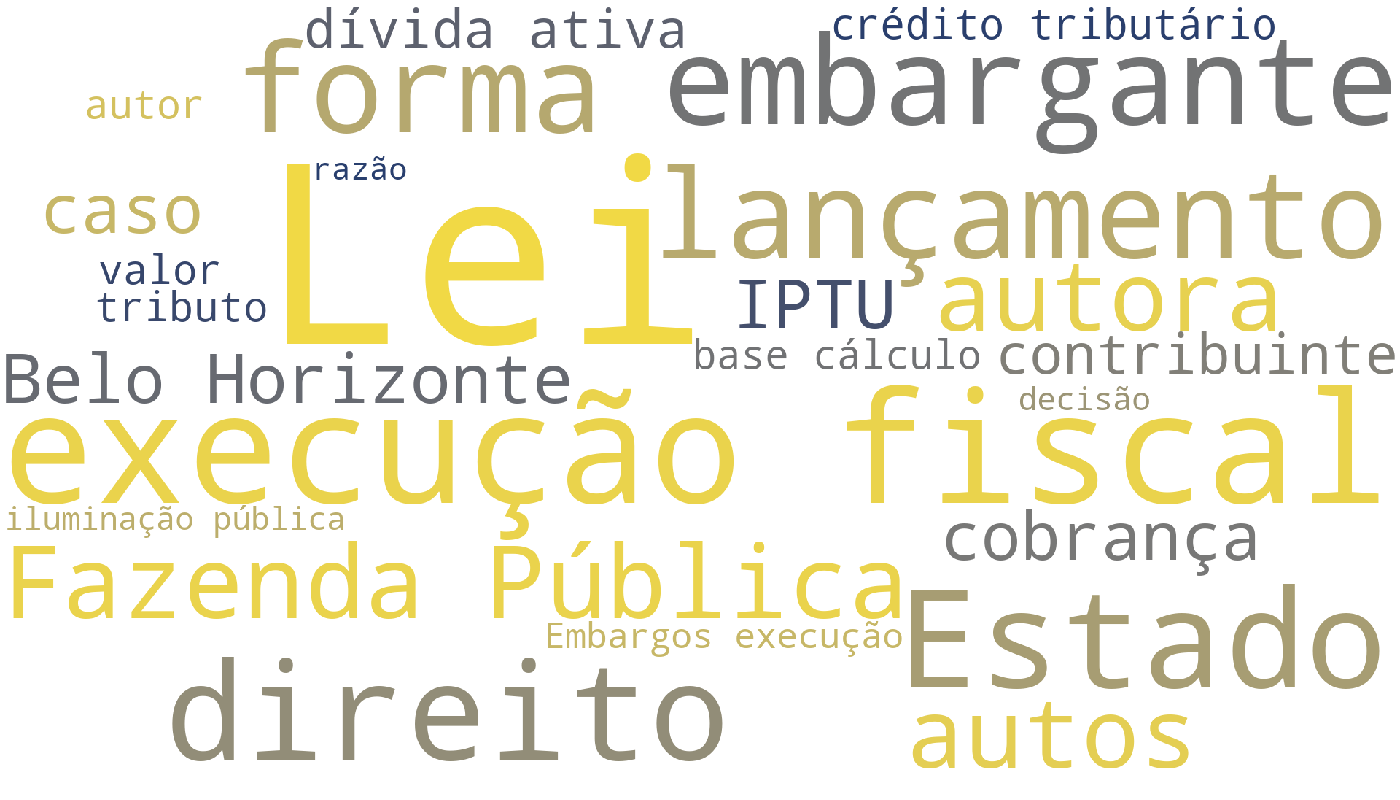 dívida ativa
crédito tributário
forma
embargante
autor
razão
Lei
lançamento
caso
valor
tributo
IPTU
autora
base cálculo
contribuinte
Belo Horizonte
decisão
execução fiscal
iluminação pública
cobrança
Fazenda Pública
Embargos execução
Estado
direito
autos